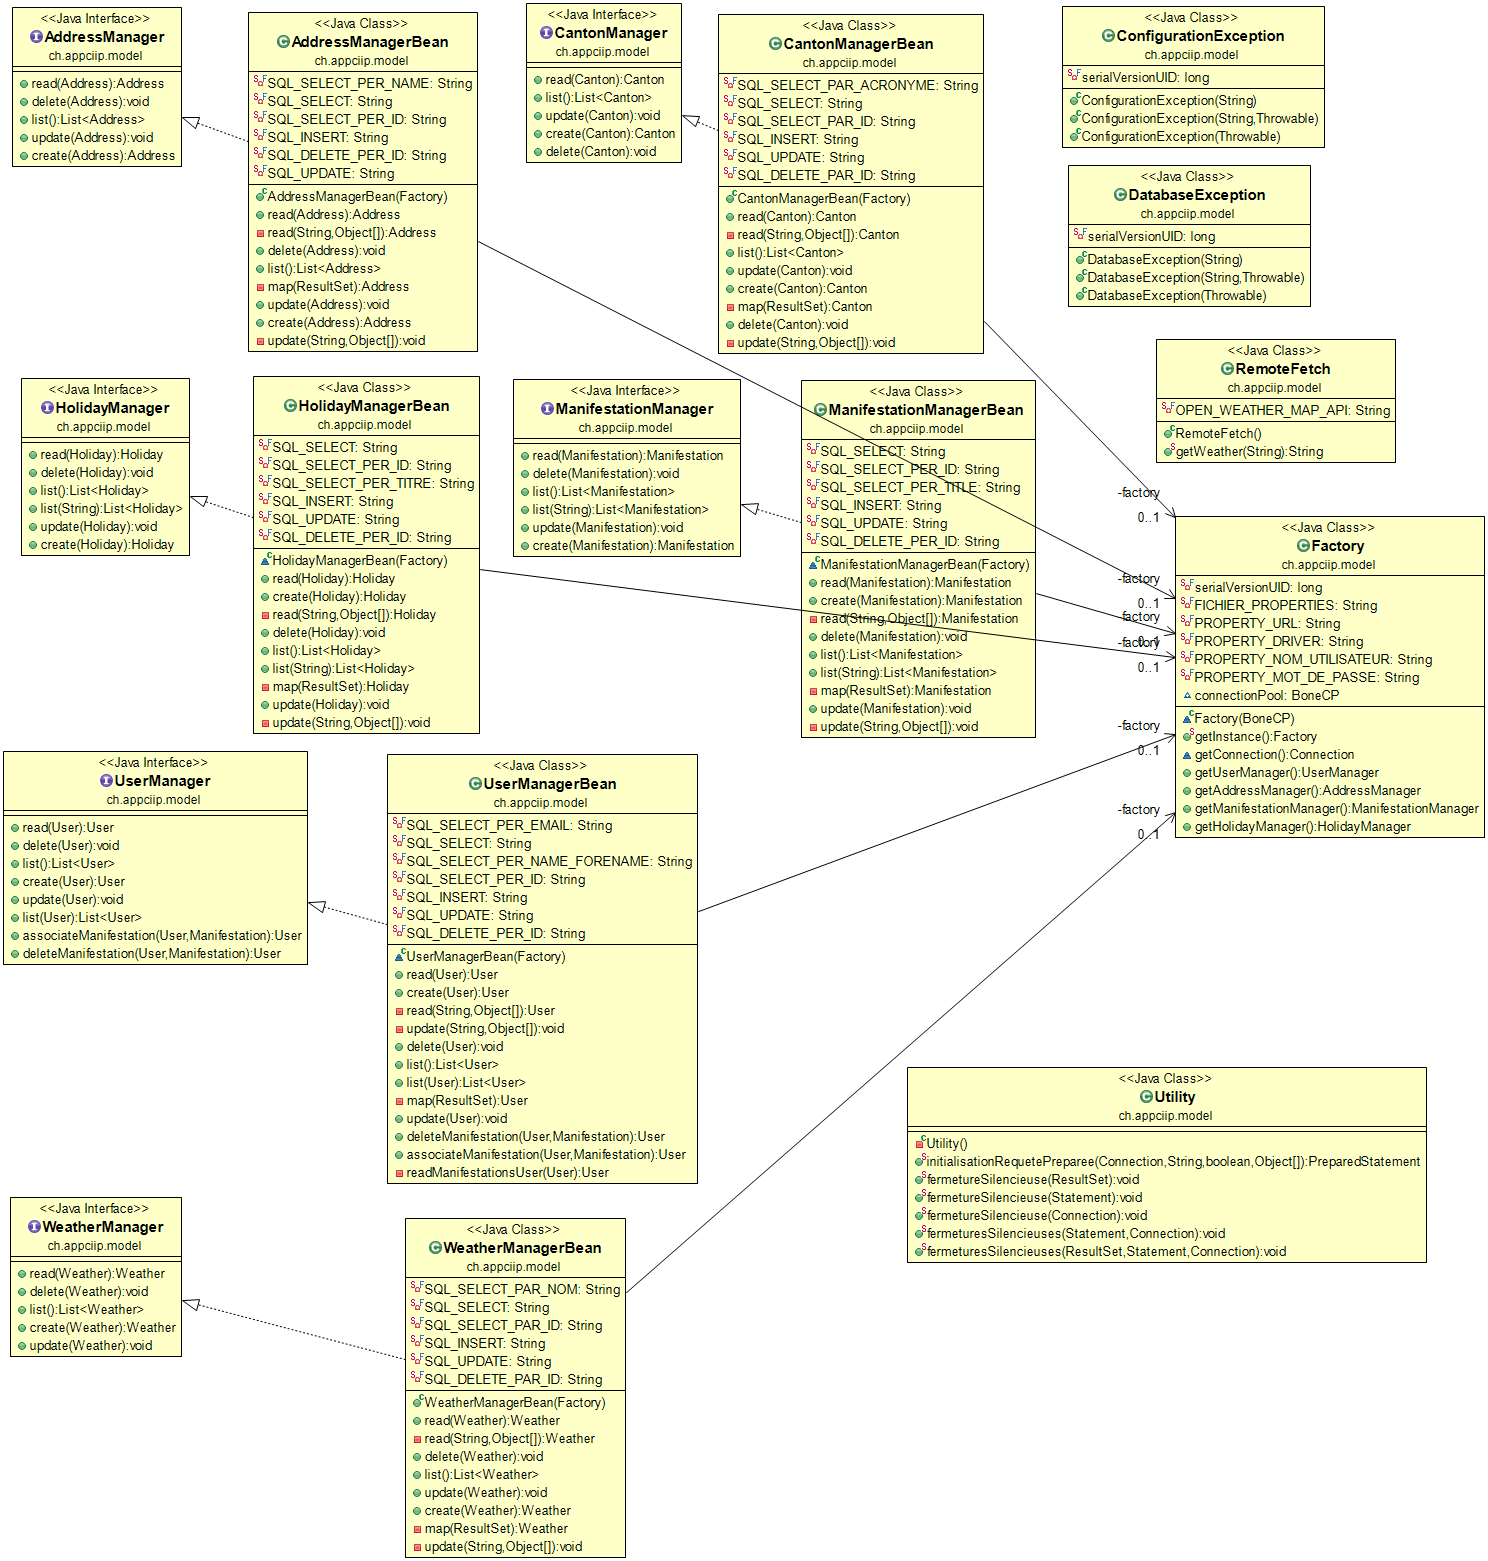 <<Java Interface>>
AddressManager
ch.appciip.model
read(Address):Address
delete(Address):void
list():List<Address>
update(Address):void
create(Address):Address
<<Java Class>>
AddressManagerBean
ch.appciip.model
SQL_SELECT_PER_NAME: String
SQL_SELECT: String
SQL_SELECT_PER_ID: String
SQL_INSERT: String
SQL_DELETE_PER_ID: String
SQL_UPDATE: String
AddressManagerBean(Factory)
read(Address):Address
read(String,Object[]):Address
delete(Address):void
list():List<Address>
map(ResultSet):Address
update(Address):void
create(Address):Address
update(String,Object[]):void
<<Java Interface>>
CantonManager
ch.appciip.model
read(Canton):Canton
list():List<Canton>
update(Canton):void
create(Canton):Canton
delete(Canton):void
<<Java Class>>
CantonManagerBean
ch.appciip.model
SQL_SELECT_PAR_ACRONYME: String
SQL_SELECT: String
SQL_SELECT_PAR_ID: String
SQL_INSERT: String
SQL_UPDATE: String
SQL_DELETE_PAR_ID: String
CantonManagerBean(Factory)
read(Canton):Canton
read(String,Object[]):Canton
list():List<Canton>
update(Canton):void
create(Canton):Canton
map(ResultSet):Canton
delete(Canton):void
update(String,Object[]):void
<<Java Class>>
ConfigurationException
ch.appciip.model
serialVersionUID: long
ConfigurationException(String)
ConfigurationException(String,Throwable)
ConfigurationException(Throwable)
<<Java Class>>
DatabaseException
ch.appciip.model
serialVersionUID: long
DatabaseException(String)
DatabaseException(String,Throwable)
DatabaseException(Throwable)
<<Java Class>>
RemoteFetch
ch.appciip.model
OPEN_WEATHER_MAP_API: String
RemoteFetch()
getWeather(String):String
<<Java Interface>>
HolidayManager
ch.appciip.model
read(Holiday):Holiday
delete(Holiday):void
list():List<Holiday>
list(String):List<Holiday>
update(Holiday):void
create(Holiday):Holiday
<<Java Class>>
HolidayManagerBean
ch.appciip.model
SQL_SELECT: String
SQL_SELECT_PER_ID: String
SQL_SELECT_PER_TITRE: String
SQL_INSERT: String
SQL_UPDATE: String
SQL_DELETE_PER_ID: String
HolidayManagerBean(Factory)
read(Holiday):Holiday
create(Holiday):Holiday
read(String,Object[]):Holiday
delete(Holiday):void
list():List<Holiday>
list(String):List<Holiday>
map(ResultSet):Holiday
update(Holiday):void
update(String,Object[]):void
<<Java Interface>>
ManifestationManager
ch.appciip.model
read(Manifestation):Manifestation
delete(Manifestation):void
list():List<Manifestation>
list(String):List<Manifestation>
update(Manifestation):void
create(Manifestation):Manifestation
<<Java Class>>
ManifestationManagerBean
ch.appciip.model
SQL_SELECT: String
SQL_SELECT_PER_ID: String
SQL_SELECT_PER_TITLE: String
SQL_INSERT: String
SQL_UPDATE: String
SQL_DELETE_PER_ID: String
ManifestationManagerBean(Factory)
read(Manifestation):Manifestation
create(Manifestation):Manifestation
read(String,Object[]):Manifestation
delete(Manifestation):void
list():List<Manifestation>
list(String):List<Manifestation>
map(ResultSet):Manifestation
update(Manifestation):void
update(String,Object[]):void
-factory
0..1
-factory
0..1
-factory
0..1
-factory
0..1
-factory
0..1
-factory
0..1
<<Java Class>>
Factory
ch.appciip.model
serialVersionUID: long
FICHIER_PROPERTIES: String
PROPERTY_URL: String
PROPERTY_DRIVER: String
PROPERTY_NOM_UTILISATEUR: String
PROPERTY_MOT_DE_PASSE: String
connectionPool: BoneCP
Factory(BoneCP)
getInstance():Factory
getConnection():Connection
getUserManager():UserManager
getAddressManager():AddressManager
getManifestationManager():ManifestationManager
getHolidayManager():HolidayManager
<<Java Interface>>
UserManager
ch.appciip.model
read(User):User
delete(User):void
list():List<User>
create(User):User
update(User):void
list(User):List<User>
associateManifestation(User,Manifestation):User
deleteManifestation(User,Manifestation):User
<<Java Class>>
UserManagerBean
ch.appciip.model
SQL_SELECT_PER_EMAIL: String
SQL_SELECT: String
SQL_SELECT_PER_NAME_FORENAME: String
SQL_SELECT_PER_ID: String
SQL_INSERT: String
SQL_UPDATE: String
SQL_DELETE_PER_ID: String
UserManagerBean(Factory)
read(User):User
create(User):User
read(String,Object[]):User
update(String,Object[]):void
delete(User):void
list():List<User>
list(User):List<User>
map(ResultSet):User
update(User):void
deleteManifestation(User,Manifestation):User
associateManifestation(User,Manifestation):User
readManifestationsUser(User):User
<<Java Class>>
Utility
ch.appciip.model
Utility()
initialisationRequetePreparee(Connection,String,boolean,Object[]):PreparedStatement
fermetureSilencieuse(ResultSet):void
fermetureSilencieuse(Statement):void
fermetureSilencieuse(Connection):void
fermeturesSilencieuses(Statement,Connection):void
fermeturesSilencieuses(ResultSet,Statement,Connection):void
<<Java Interface>>
WeatherManager
ch.appciip.model
read(Weather):Weather
delete(Weather):void
list():List<Weather>
create(Weather):Weather
update(Weather):void
<<Java Class>>
WeatherManagerBean
ch.appciip.model
SQL_SELECT_PAR_NOM: String
SQL_SELECT: String
SQL_SELECT_PAR_ID: String
SQL_INSERT: String
SQL_UPDATE: String
SQL_DELETE_PAR_ID: String
WeatherManagerBean(Factory)
read(Weather):Weather
read(String,Object[]):Weather
delete(Weather):void
list():List<Weather>
update(Weather):void
create(Weather):Weather
map(ResultSet):Weather
update(String,Object[]):void